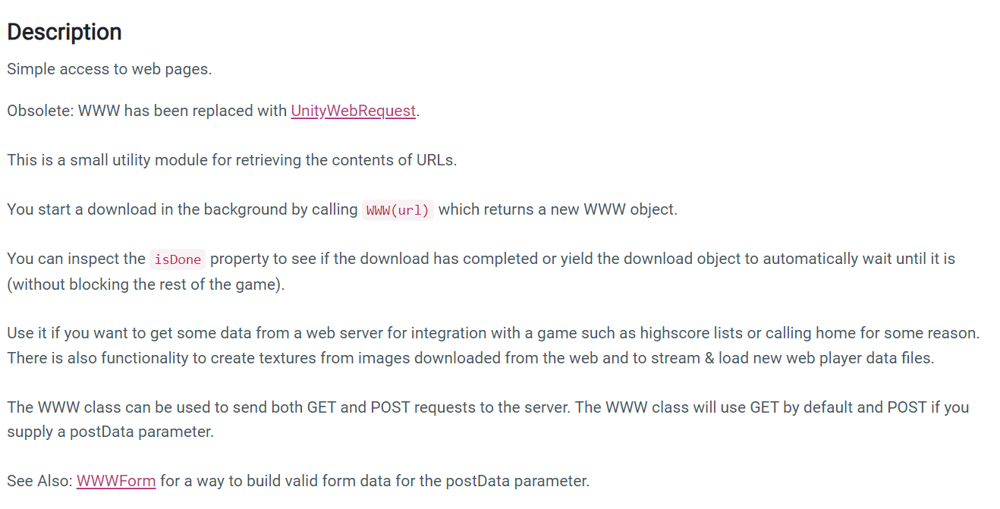 Description
Simple access to web pages.
Obsolete: WWW has been replaced with UnityWebRequest.
This is a small utility module for retrieving the contents of URLs.
You start a download in the background by calling WWW(url) which returns a new WWW object.
You can inspect the isDone property to see if the download has completed or yield the download object to automatically wait until it is
(without blocking the rest of the game).
Use it if you want to get some data from a web server for integration with a game such as highscore lists or calling home for some reason.
There is also functionality to create textures from images downloaded from the web and to stream & load new web player data files.
The WWW class can be used to send both GET and POST requests to the server. The WWW class will use GET by default and POST if you
supply a postData parameter.
See Also: WWWForm for a way to build valid form data for the postData parameter.